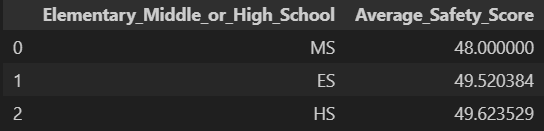 Elementary_Middle_or_High_School Average_Safety_Score
0 MS 48.000000
1 ES 49.520384
2 HS 49.623529